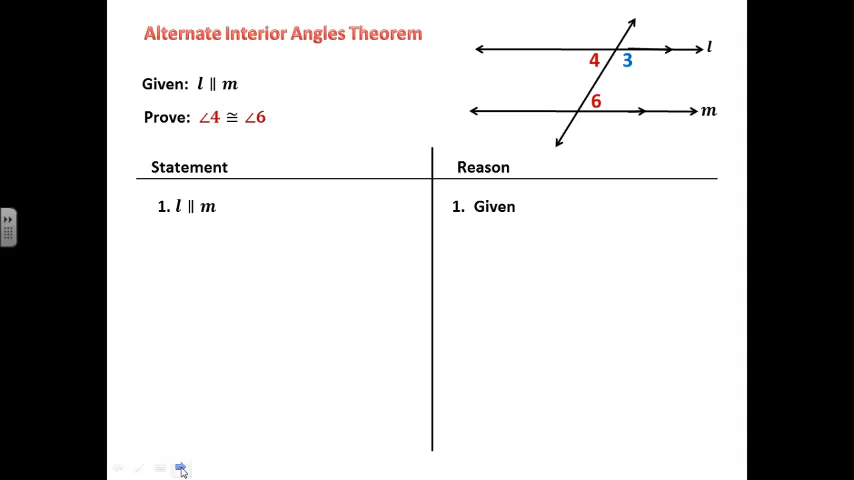 Alternate Interior Angles Theorem
Given: l ∥ m
Prove: ∠4 ≅ ∠6
l
4 3
6
m
Statement Reason
1. l ∥ m 1. Given